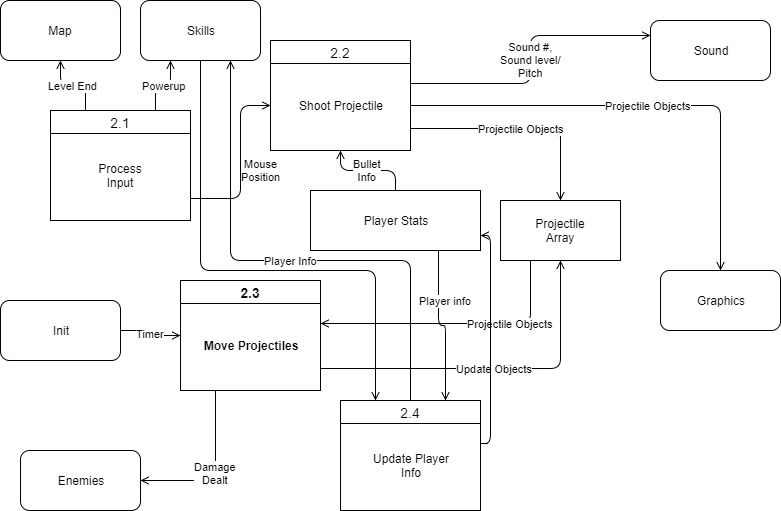 Map
Skills
Sound #,
Sound level/
Pitch
Sound
2.2
Shoot Projectile
Level End
Powerup
2.1
Process
Input
Projectile Objects
Projectile Objects
Mouse
Position
Bullet
Info
Player Stats
Projectile
Array
Player Info
2.3
Move Projectiles
Player info
Graphics
Init
Timer
Projectile Objects
Update Objects
2.4
Update Player
Info
Damage
Dealt
Enemies